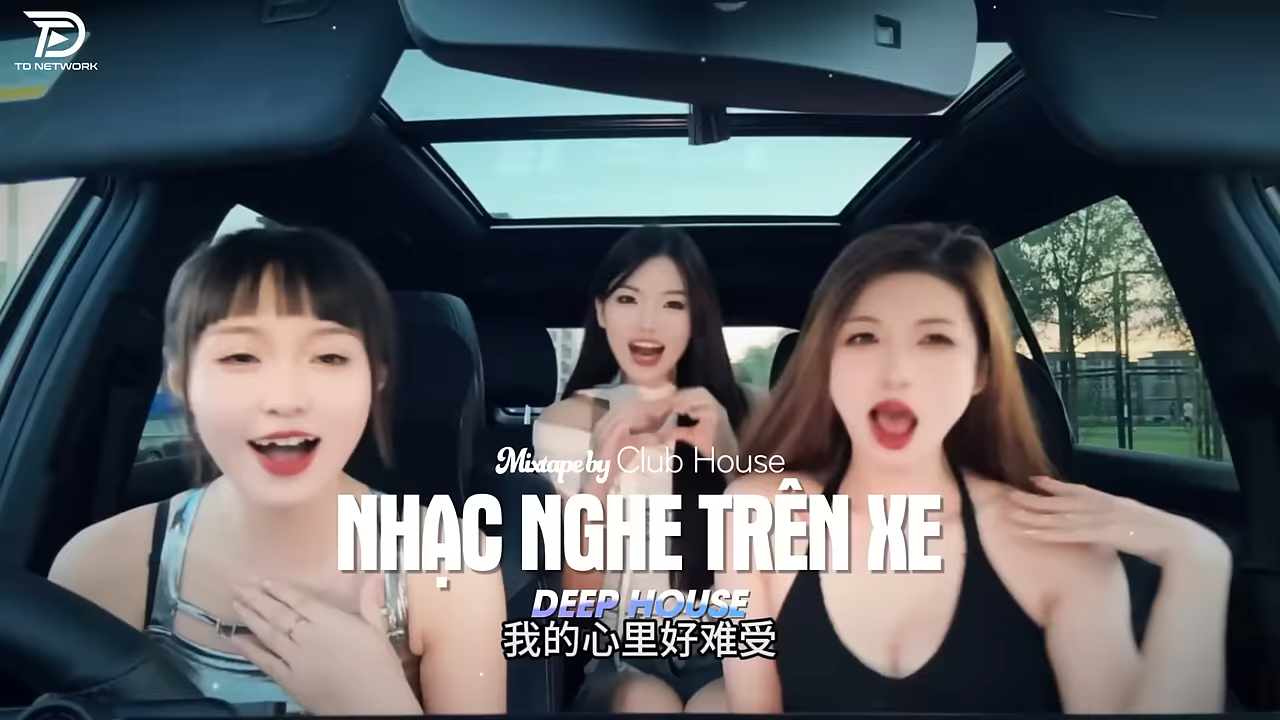 TD NETWORK
Mixtape by Club House
NHẠC NGHE TRÊN XE
DEEP HOUSE
我的心里好难受